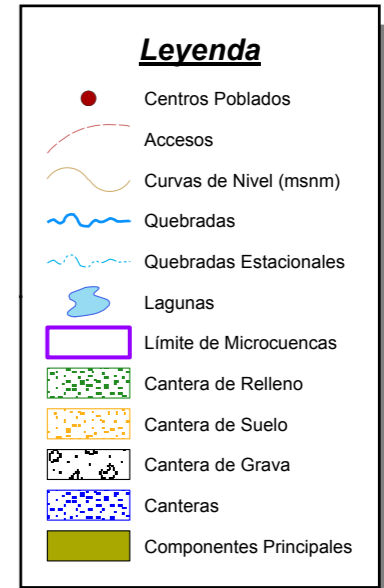 Leyenda
Centros Poblados
Accesos
Curvas de Nivel (msnm)
Quebradas
Quebradas Estacionales
Lagunas
Límite de Microcuencas
Cantera de Relleno
Cantera de Suelo
Cantera de Grava
Canteras
Componentes Principales